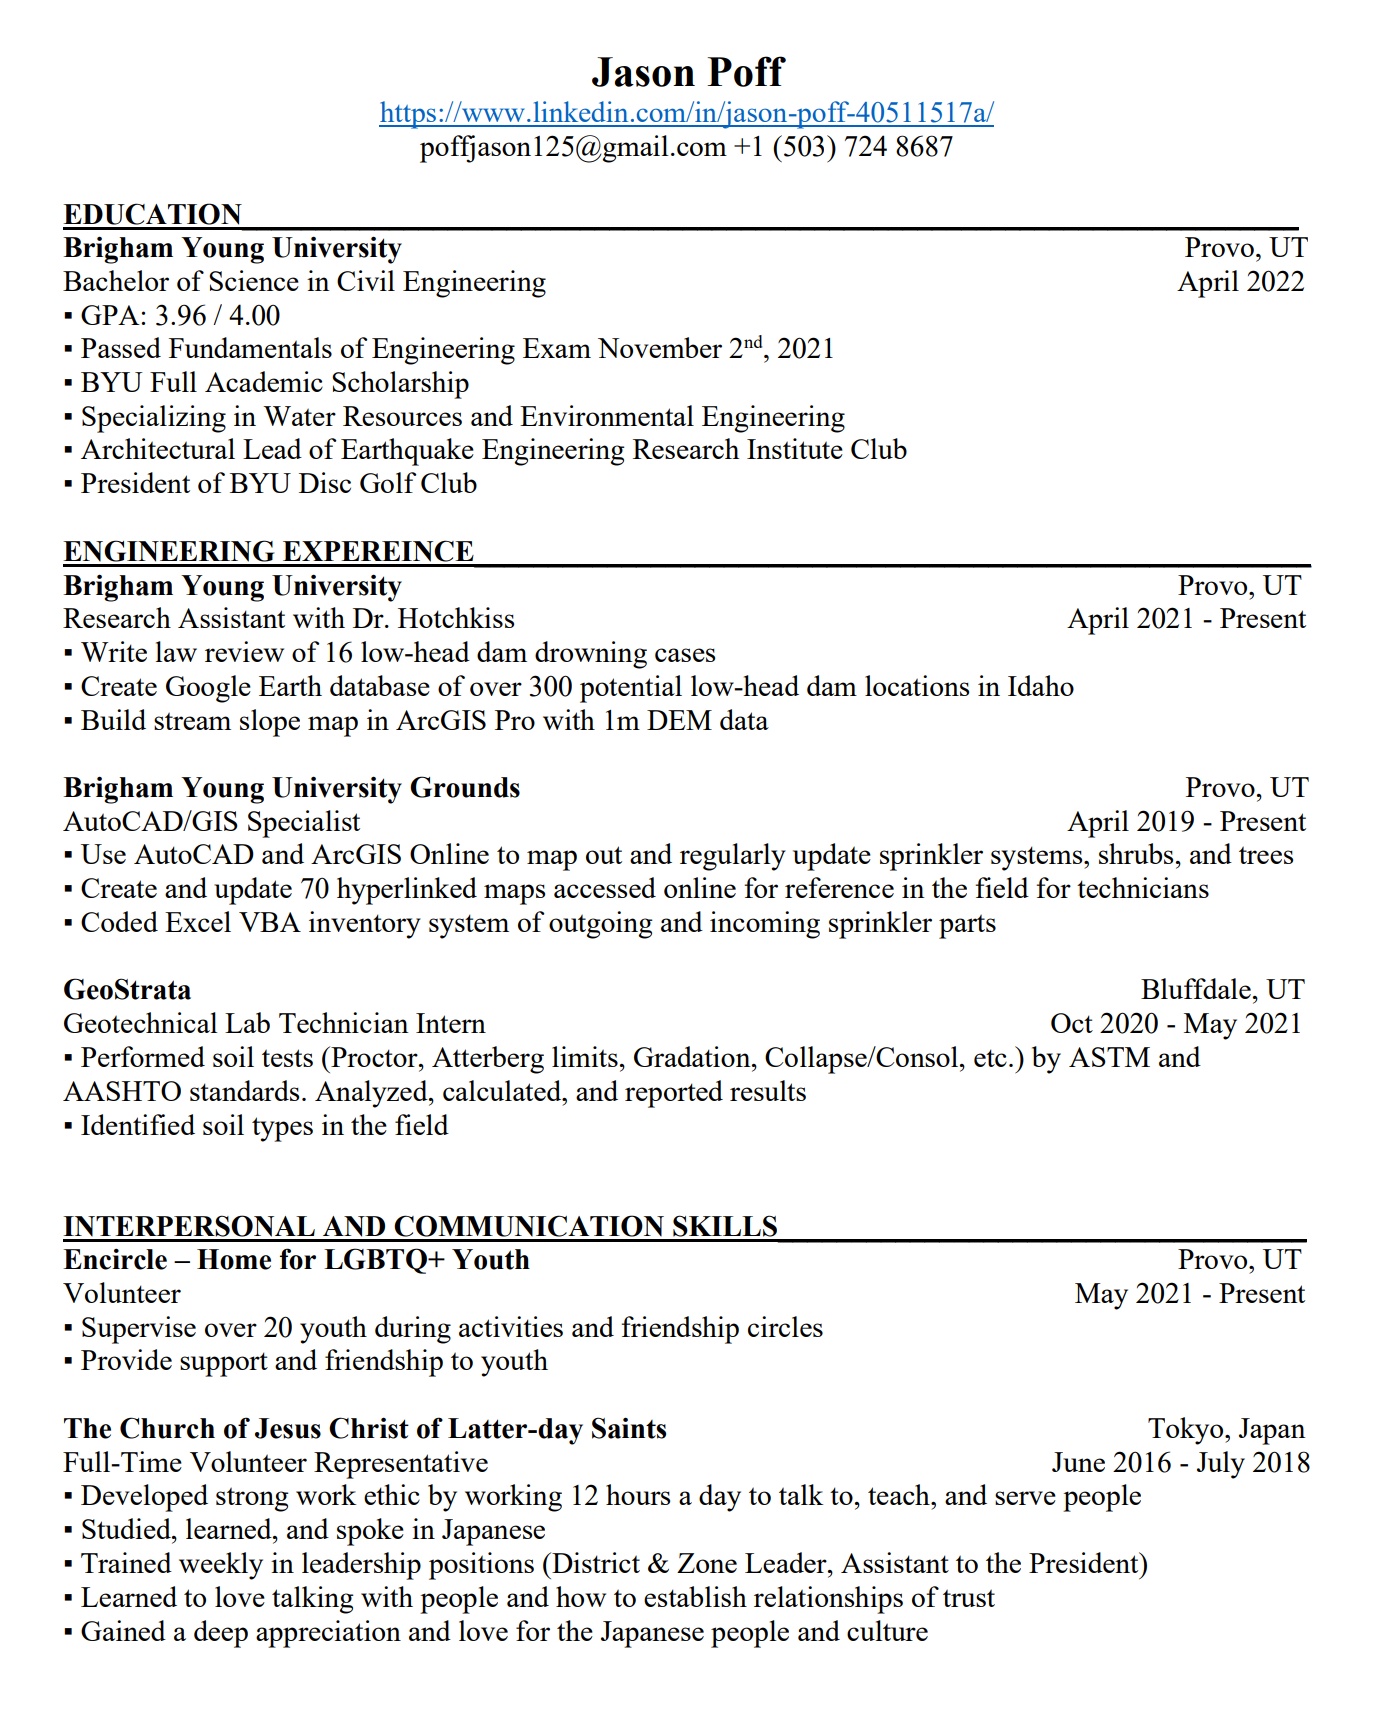 Jason Poff
https://www.linkedin.com/in/jason-poff-40511517a/
poffjason125@gmail.com +1 (503) 724 8687
EDUCATION
Brigham Young University Provo, UT
Bachelor of Science in Civil Engineering April 2022
▪ GPA: 3.96 / 4.00
▪ Passed Fundamentals of Engineering Exam November 2nd, 2021
▪ BYU Full Academic Scholarship
▪ Specializing in Water Resources and Environmental Engineering
▪ Architectural Lead of Earthquake Engineering Research Institute Club
▪ President of BYU Disc Golf Club
ENGINEERING EXPEREINCE
Brigham Young University Provo, UT
Research Assistant with Dr. Hotchkiss April 2021 - Present
▪ Write law review of 16 low-head dam drowning cases
▪ Create Google Earth database of over 300 potential low-head dam locations in Idaho
▪ Build stream slope map in ArcGIS Pro with 1m DEM data
Brigham Young University Grounds Provo, UT
AutoCAD/GIS Specialist April 2019 - Present
▪ Use AutoCAD and ArcGIS Online to map out and regularly update sprinkler systems, shrubs, and trees
▪ Create and update 70 hyperlinked maps accessed online for reference in the field for technicians
▪ Coded Excel VBA inventory system of outgoing and incoming sprinkler parts
GeoStrata Bluffdale, UT
Geotechnical Lab Technician Intern Oct 2020 - May 2021
▪ Performed soil tests (Proctor, Atterberg limits, Gradation, Collapse/Consol, etc.) by ASTM and
AASHTO standards. Analyzed, calculated, and reported results
▪ Identified soil types in the field
INTERPERSONAL AND COMMUNICATION SKILLS
Encircle – Home for LGBTQ+ Youth Provo, UT
Volunteer May 2021 - Present
▪ Supervise over 20 youth during activities and friendship circles
▪ Provide support and friendship to youth
The Church of Jesus Christ of Latter-day Saints Tokyo, Japan
Full-Time Volunteer Representative June 2016 - July 2018
▪ Developed strong work ethic by working 12 hours a day to talk to, teach, and serve people
▪ Studied, learned, and spoke in Japanese
▪ Trained weekly in leadership positions (District & Zone Leader, Assistant to the President)
▪ Learned to love talking with people and how to establish relationships of trust
▪ Gained a deep appreciation and love for the Japanese people and culture